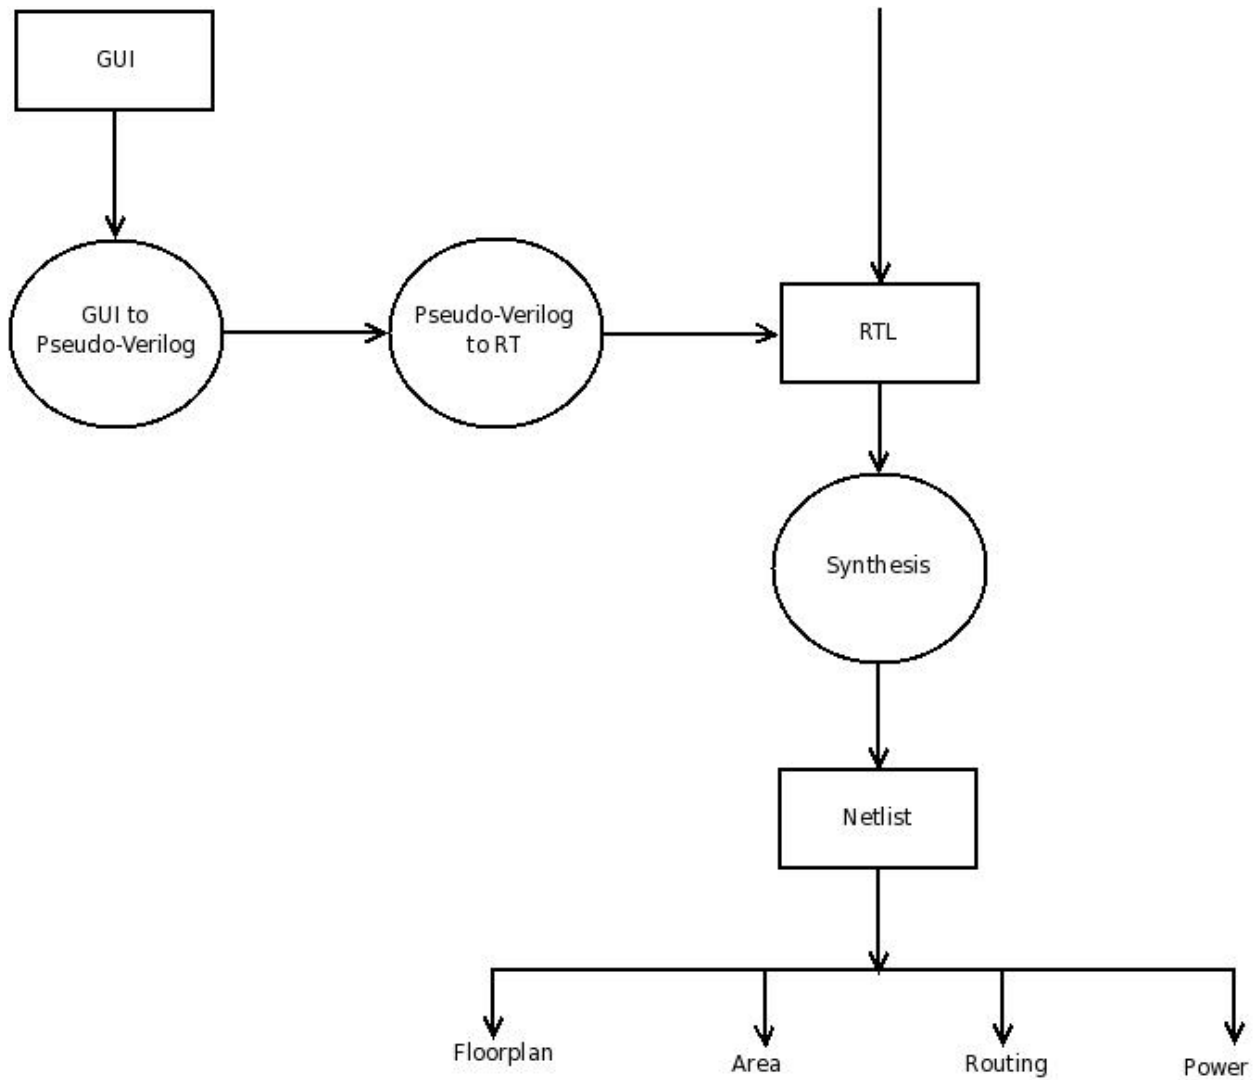 GUI
GUI to
Pseudo-Verilog
Pseudo-Verilog
to RT
RTL
Synthesis
Netlist
Floorplan
Area
Routing
Power